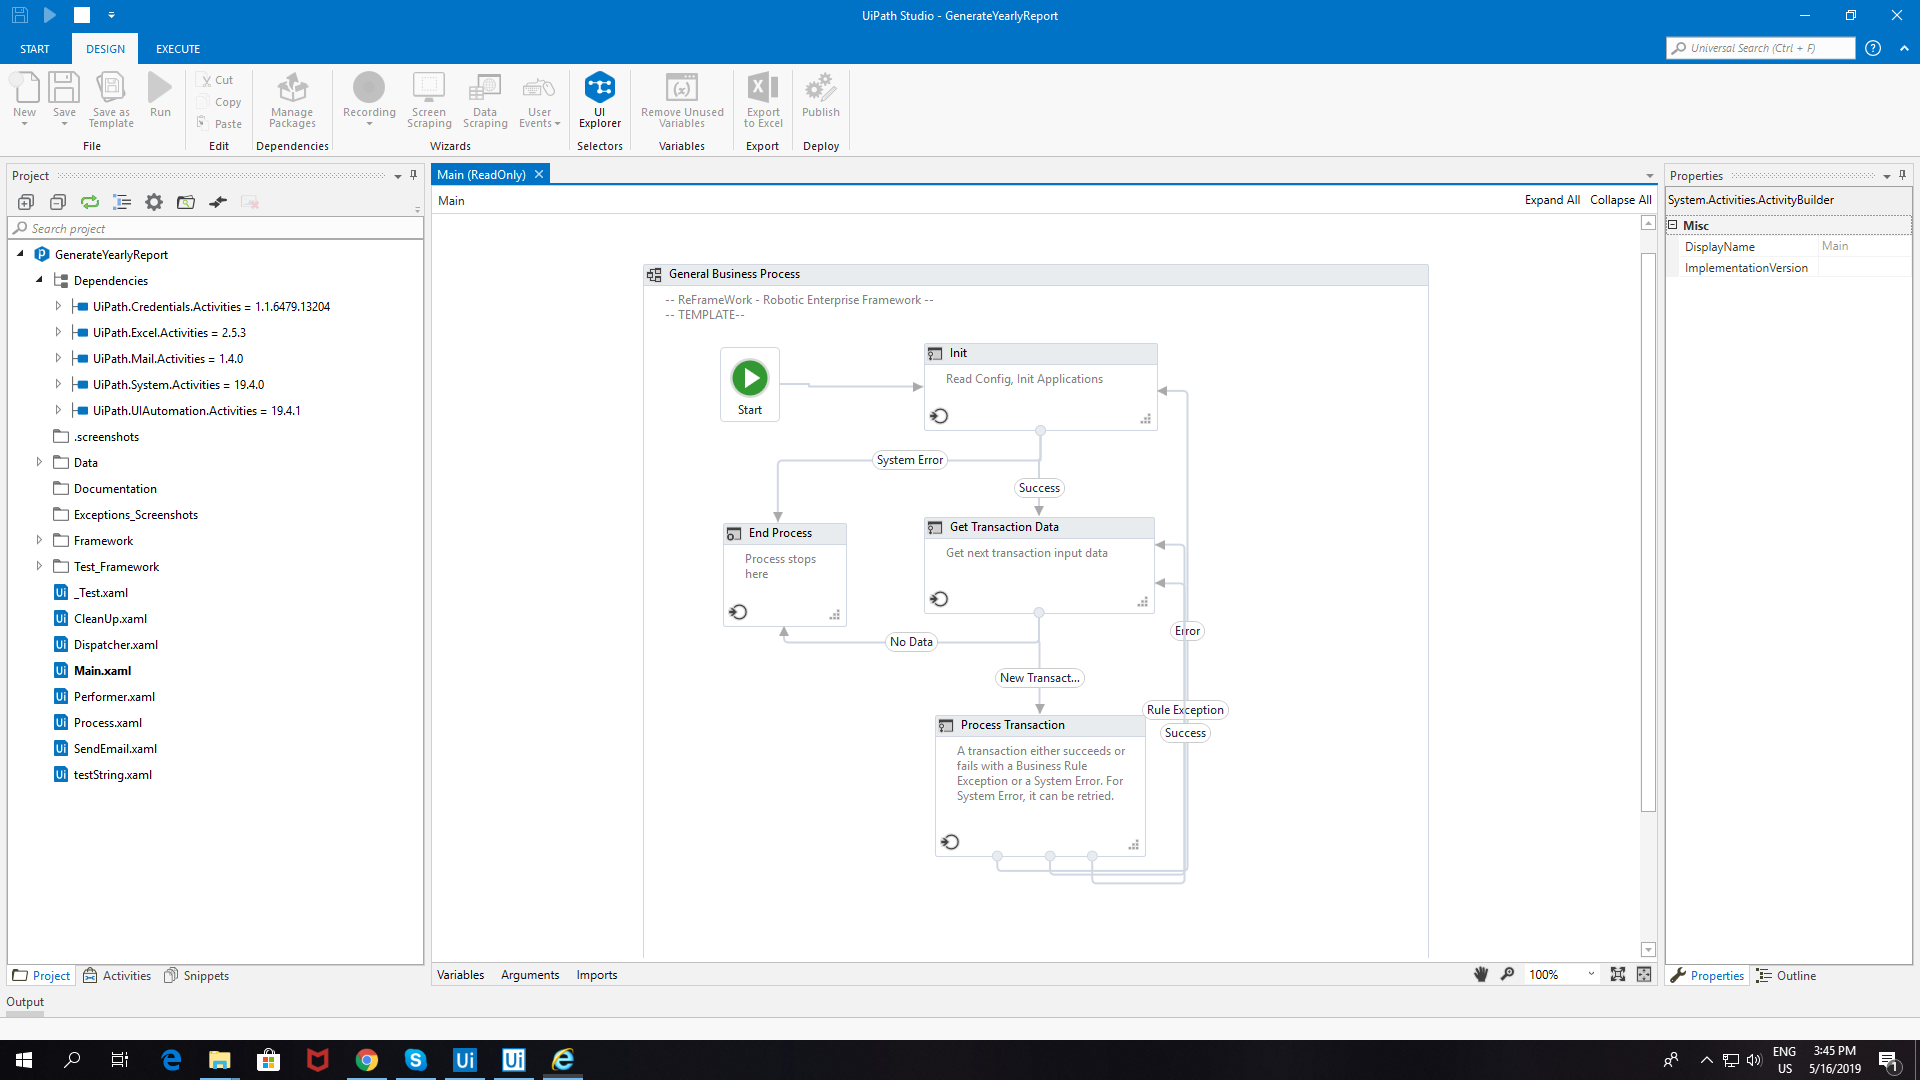 UiPath Studio - GenerateYearlyReport
START
DESIGN
EXECUTE
Universal Search (Ctrl + F)
New
Save
Save as
Template
Run
File
Cut
Copy
Paste
Edit
Manage
Packages
Dependencies
Recording
Screen
Scraping
Data
Scraping
User
Events
Wizards
UI
Explorer
Selectors
Remove Unused
Variables
Variables
Export
to Excel
Export
Publish
Deploy
Project
Search project
GenerateYearlyReport
Dependencies
UiPath.Credentials.Activities = 1.1.6479.13204
UiPath.Excel.Activities = 2.5.3
UiPath.Mail.Activities = 1.4.0
UiPath.System.Activities = 19.4.0
UiPath.UIAutomation.Activities = 19.4.1
.screenshots
Data
Documentation
Exceptions_Screenshots
Framework
Test_Framework
_Test.xaml
CleanUp.xaml
Dispatcher.xaml
Main.xaml
Performer.xaml
Process.xaml
SendEmail.xaml
testString.xaml
Project
Activities
Snippets
Output
Main (ReadOnly)
Main
Expand All
Collapse All
General Business Process
-- ReFrameWork - Robotic Enterprise Framework --
-- TEMPLATE--
Start
Init
Read Config, Init Applications
System Error
Success
End Process
Process stops
here
Get Transaction Data
Get next transaction input data
No Data
Error
New Transact...
Rule Exception
Success
Process Transaction
A transaction either succeeds or
fails with a Business Rule
Exception or a System Error. For
System Error, it can be retried.
Variables
Arguments
Imports
100%
Properties
System.Activities.ActivityBuilder
Misc
DisplayName
Main
ImplementationVersion
Properties
Outline
ENG
US
3:45 PM
5/16/2019
1